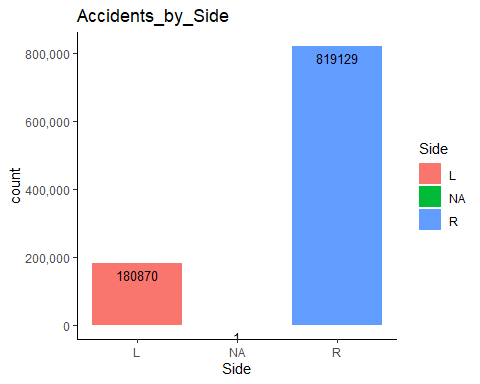 Accidents_by_Side
800,000
600,000
400,000
200,000
0
count
180870
1
819129
L
NA
R
Side
Side
L
NA
R